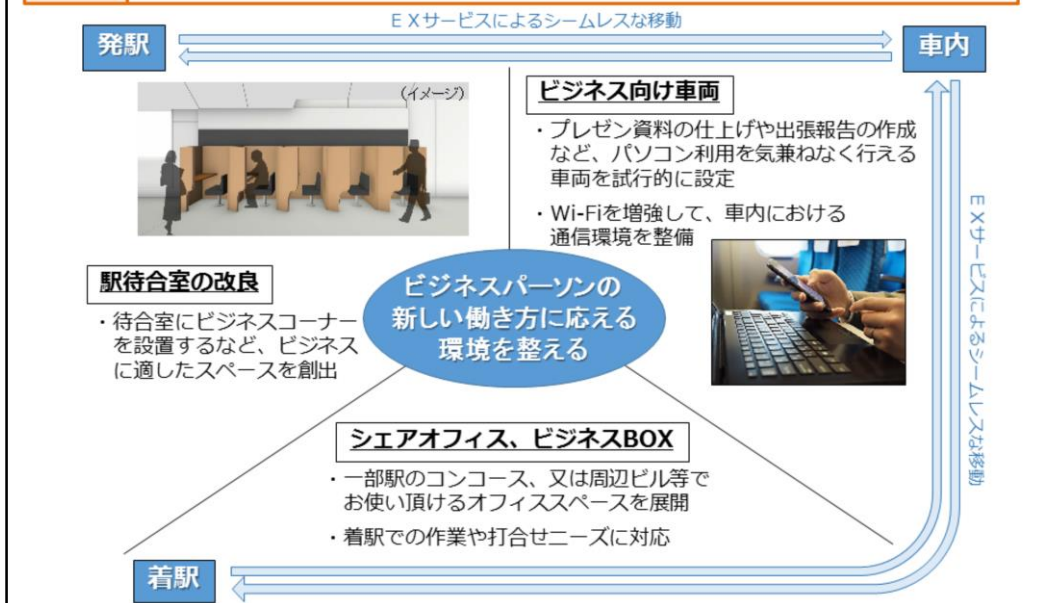 EXサービスによるシームレスな移動
発駅
車内
(イメージ)
ビジネス向け車両
・プレゼン資料の仕上げや出張報告の作成
など、パソコン利用を気兼ねなく行える
車両を試行的に設定
・Wi-Fiを増強して、車内における
通信環境を整備
EXサービスによるシームレスな移動
駅待合室の改良
・待合室にビジネスコーナー
を設置するなど、ビジネス
に適したスペースを創出
ビジネスパーソンの
新しい働き方に応える
環境を整える
シェアオフィス、ビジネスBOX
・一部駅のコンコース、又は周辺ビル等で
お使い頂けるオフィススペースを展開
・着駅での作業や打合せニーズに対応
着駅